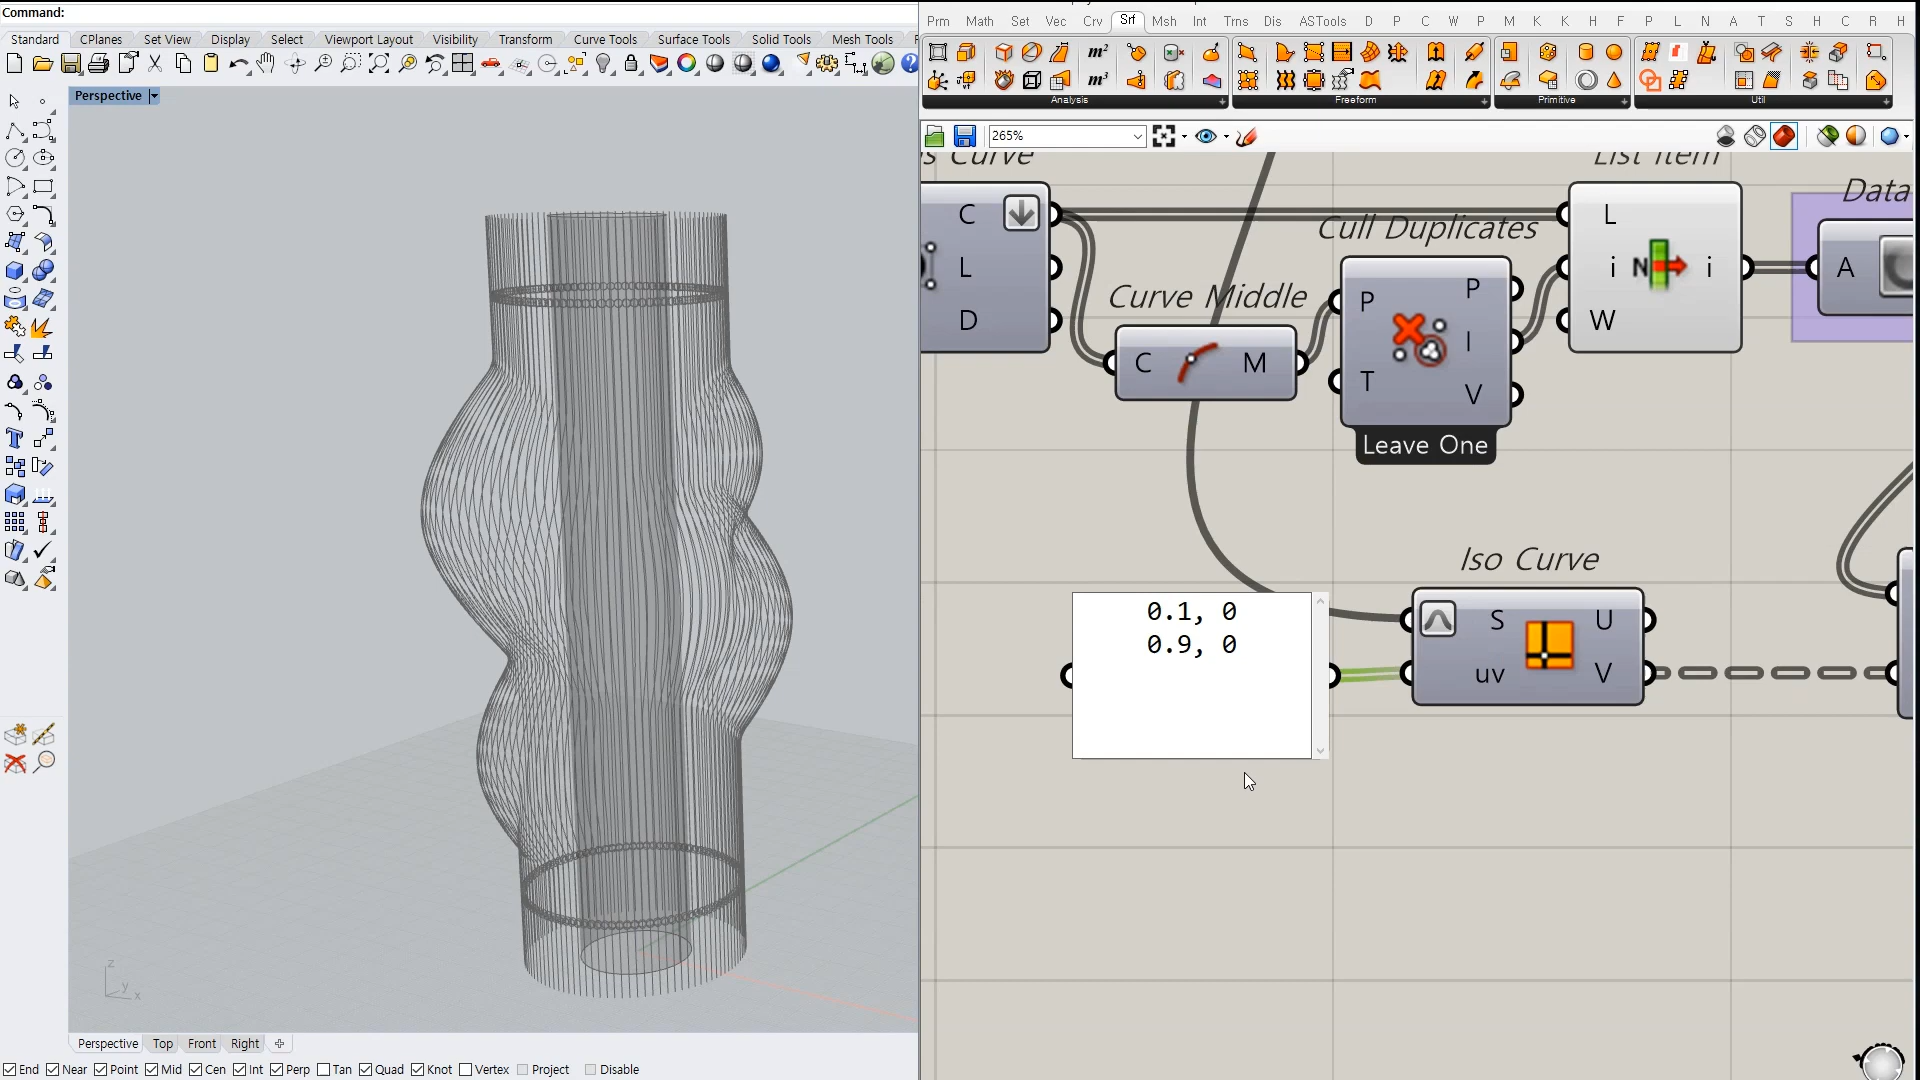 Command:
Standard CPlanes Set View Display Select Viewport Layout Visibility Transform Curve Tools Surface Tools Solid Tools Mesh Tools
Perspective
z
y
x
Perspective Top Front Right
End Near Point Mid Cen Int Perp Tan Quad Knot Vertex Project Disable
Prm Math Set Vec Crv Srf Msh Int Trns Dis ASTools D P C W P M K K H F P L N A T S H C R H
m²
m³
Analysis Freeform Primitive Util
265%
s Curve
C
L
D
Curve Middle
C M
Cull Duplicates
P P
I
T V
Leave One
List Item
L
i N i
W
Data
A
0.1, 0
0.9, 0
Iso Curve
S U
uv V